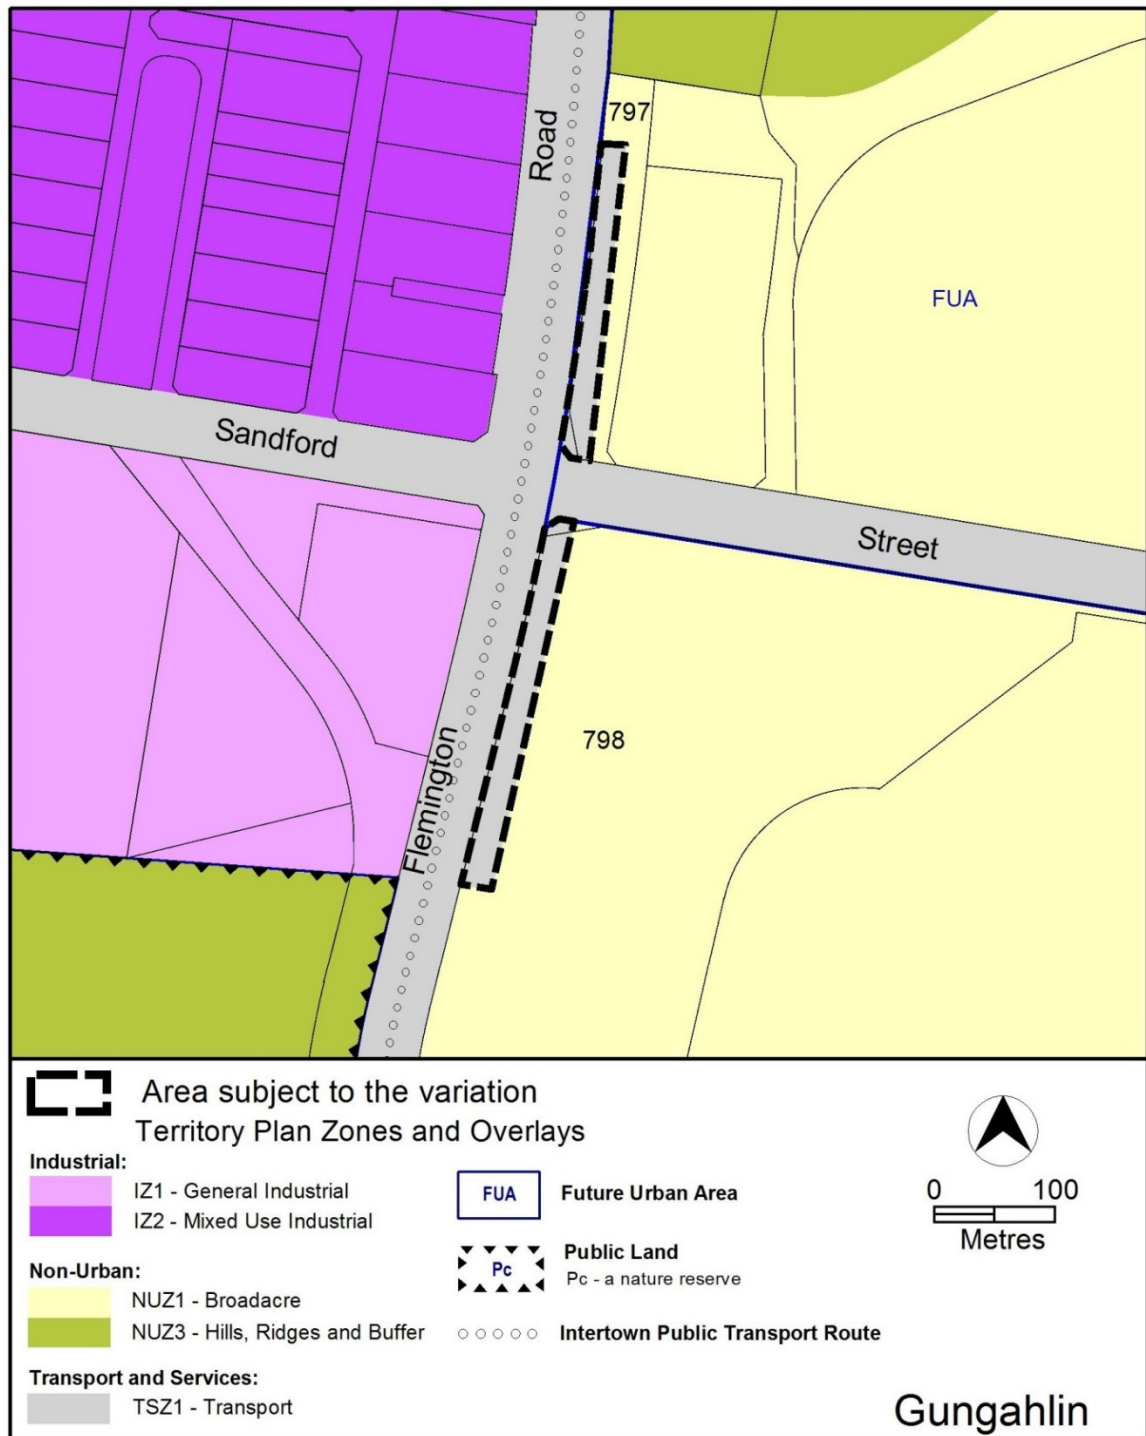 797
Road
FUA
Sandford
Street
798
Flemington
Area subject to the variation
Territory Plan Zones and Overlays
Industrial:
IZ1 - General Industrial
IZ2 - Mixed Use Industrial
Non-Urban:
NUZ1 - Broadacre
NUZ3 - Hills, Ridges and Buffer
Transport and Services:
TSZ1 - Transport
FUA Future Urban Area
Public Land
Pc Pc - a nature reserve
Intertown Public Transport Route
0 100
Metres
Gungahlin